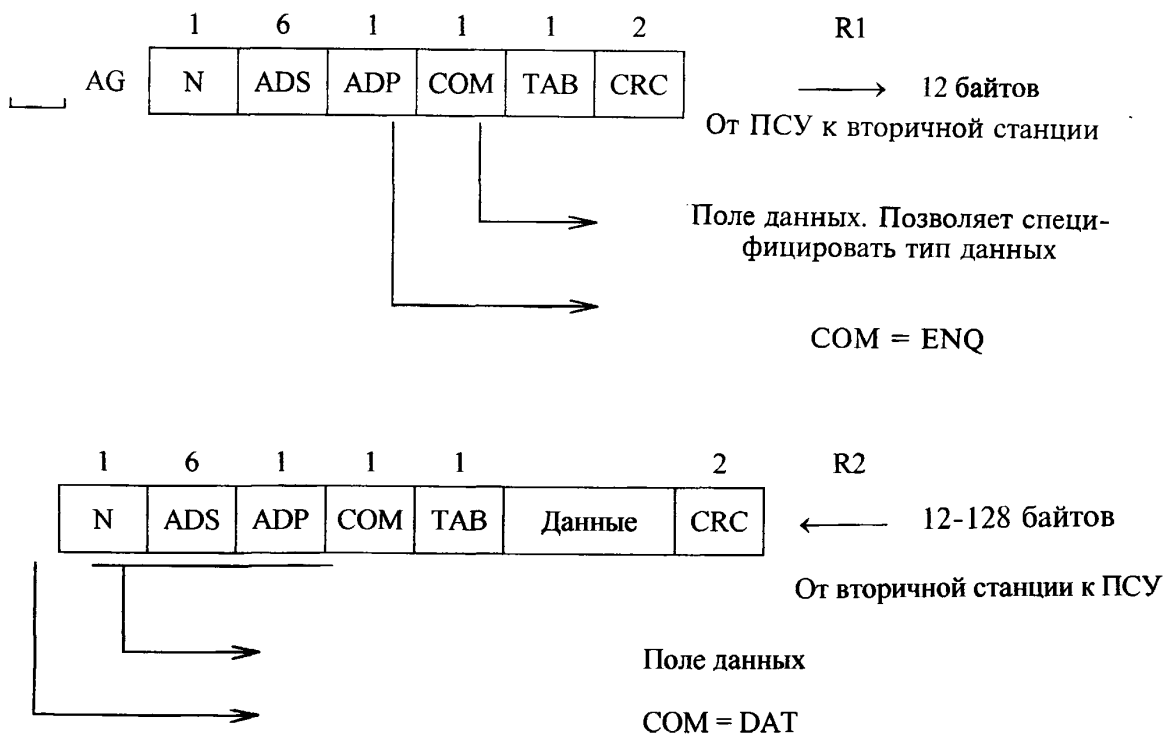 1 6 1 1 1 2 R1
AG N ADS ADP COM TAB CRC 12 байтов
От ПСУ к вторичной станции
Поле данных. Позволяет специ-
фицировать тип данных
COM = ENQ
1 6 1 1 1 2 R2
N ADS ADP COM TAB Данные CRC 12-128 байтов
От вторичной станции к ПСУ
Поле данных
COM = DAT